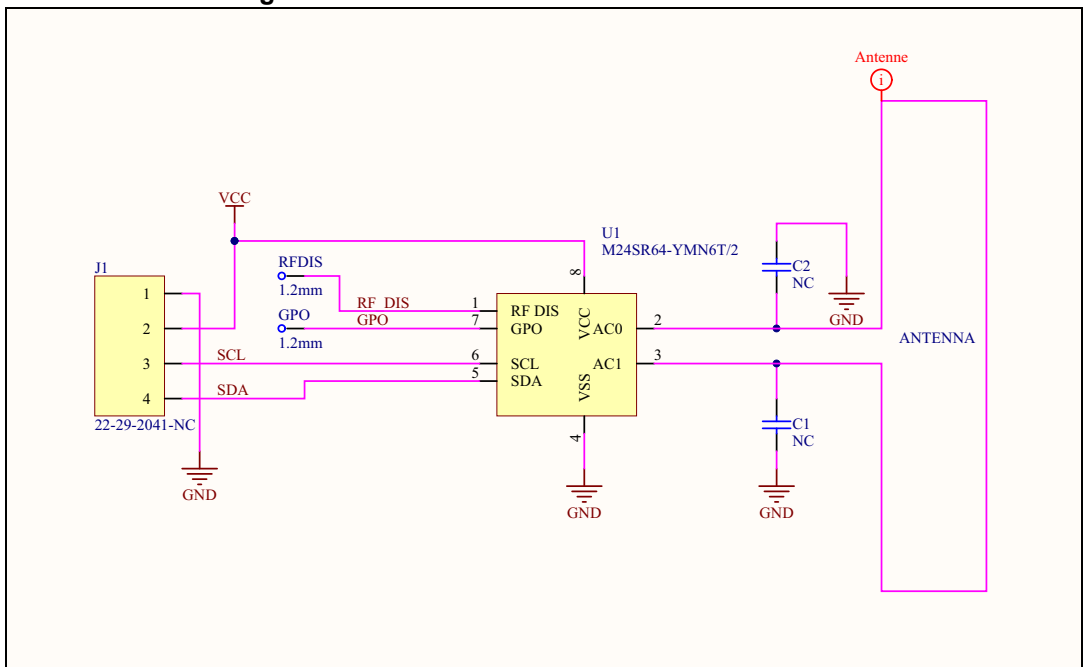 g
Antenne
i
VCC
U1
M24SR64-YMN6T/2
J1
RFDIS
1.2mm
GPO
1.2mm
RF_DIS
GPO
SCL
SDA
1
2
3
4
22-29-2041-NC
GND
1
7
6
5
RF DIS
GPO
SCL
SDA
8
VCC
AC0
AC1
VSS
4
2
3
GND
C2
NC
GND
ANTENNA
C1
NC
GND